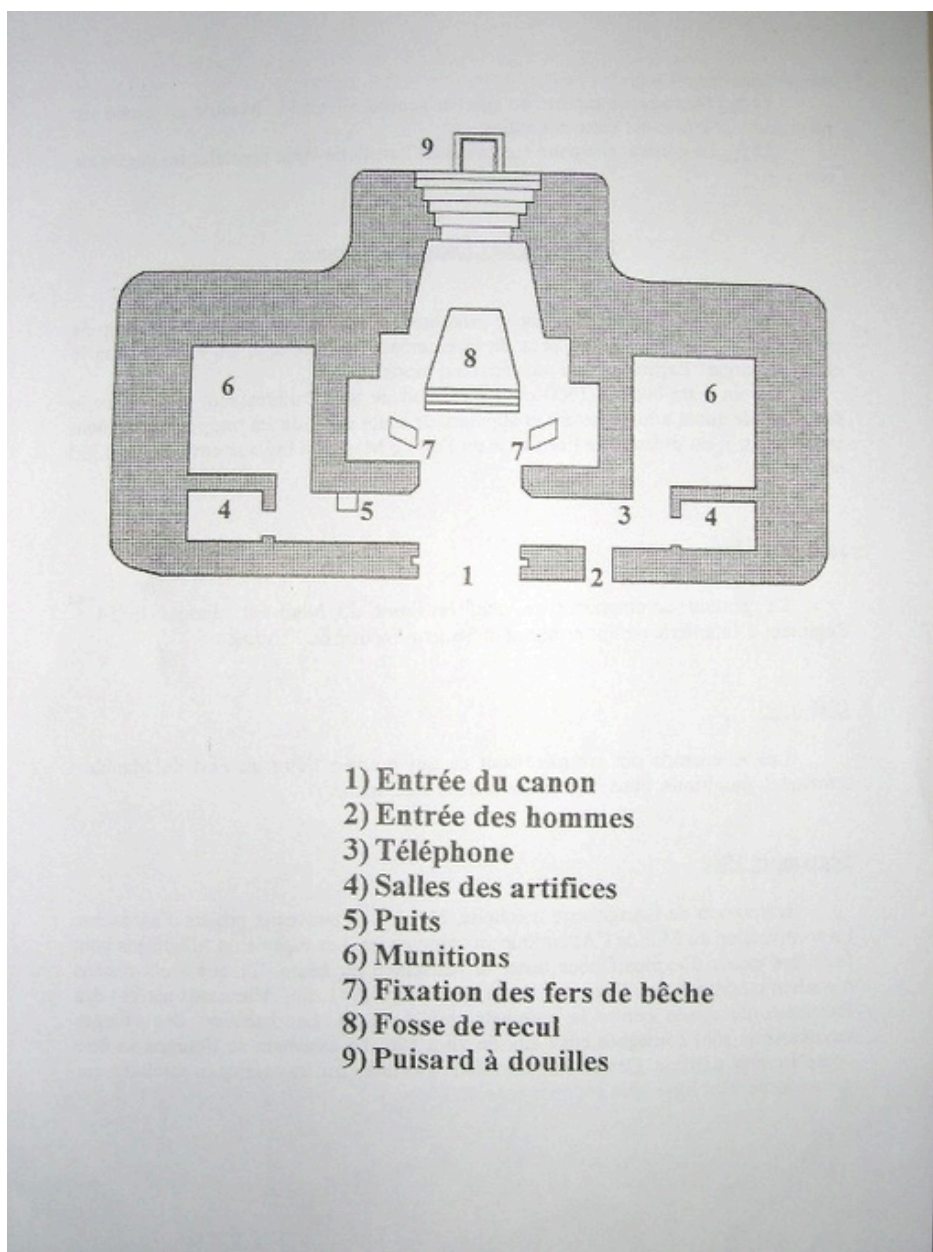 9
6
8
6
7
7
4
5
3
4
1
2
1) Entrée du canon
2) Entrée des hommes
3) Téléphone
4) Salles des artifices
5) Puits
6) Munitions
7) Fixation des fers de bêche
8) Fosse de recul
9) Puisard à douilles